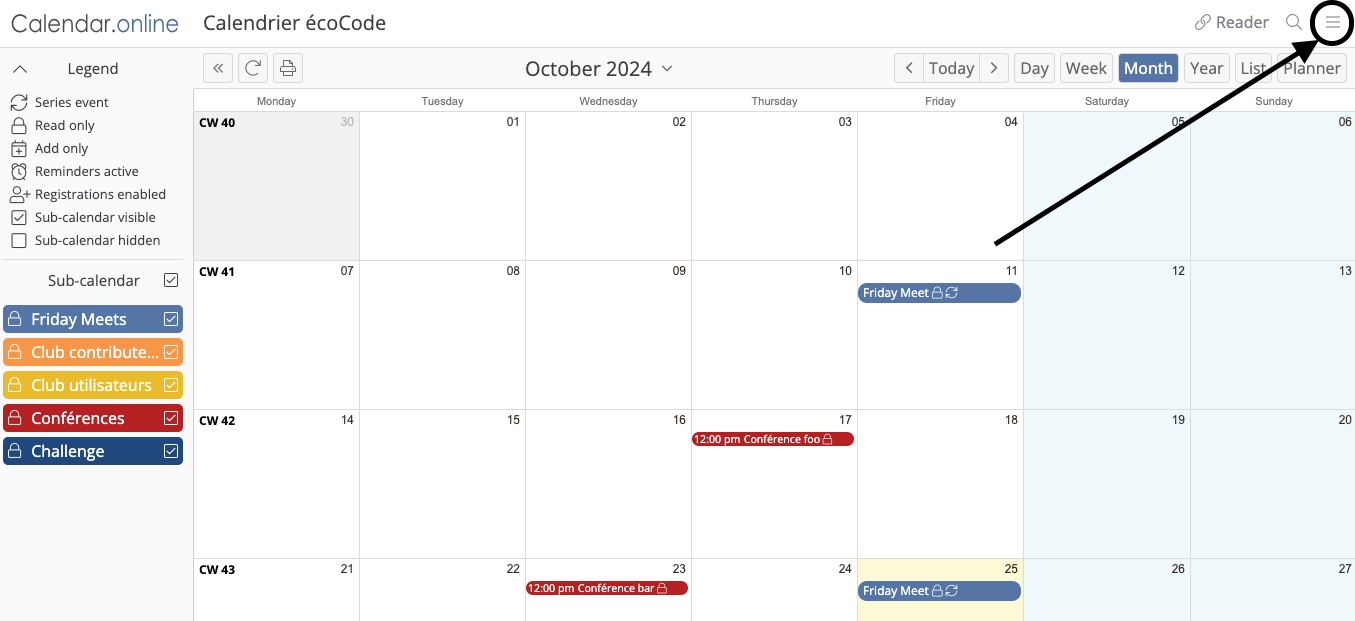 Calendar.online Calendrier écoCode Reader
Legend
Series event
Read only
Add only
Reminders active
Registrations enabled
Sub-calendar visible
Sub-calendar hidden
Sub-calendar
Friday Meets
Club contribute...
Club utilisateurs
Conférences
Challenge
October 2024 Today Day Week Month Year List Planner
Monday Tuesday Wednesday Thursday Friday Saturday Sunday
CW 40 30 01 02 03 04 05 06
CW 41 07 08 09 10 11 12 13
Friday Meet
CW 42 14 15 16 17 18 19 20
12:00 pm Conférence foo
CW 43 21 22 23 24 25 26 27
12:00 pm Conférence bar Friday Meet